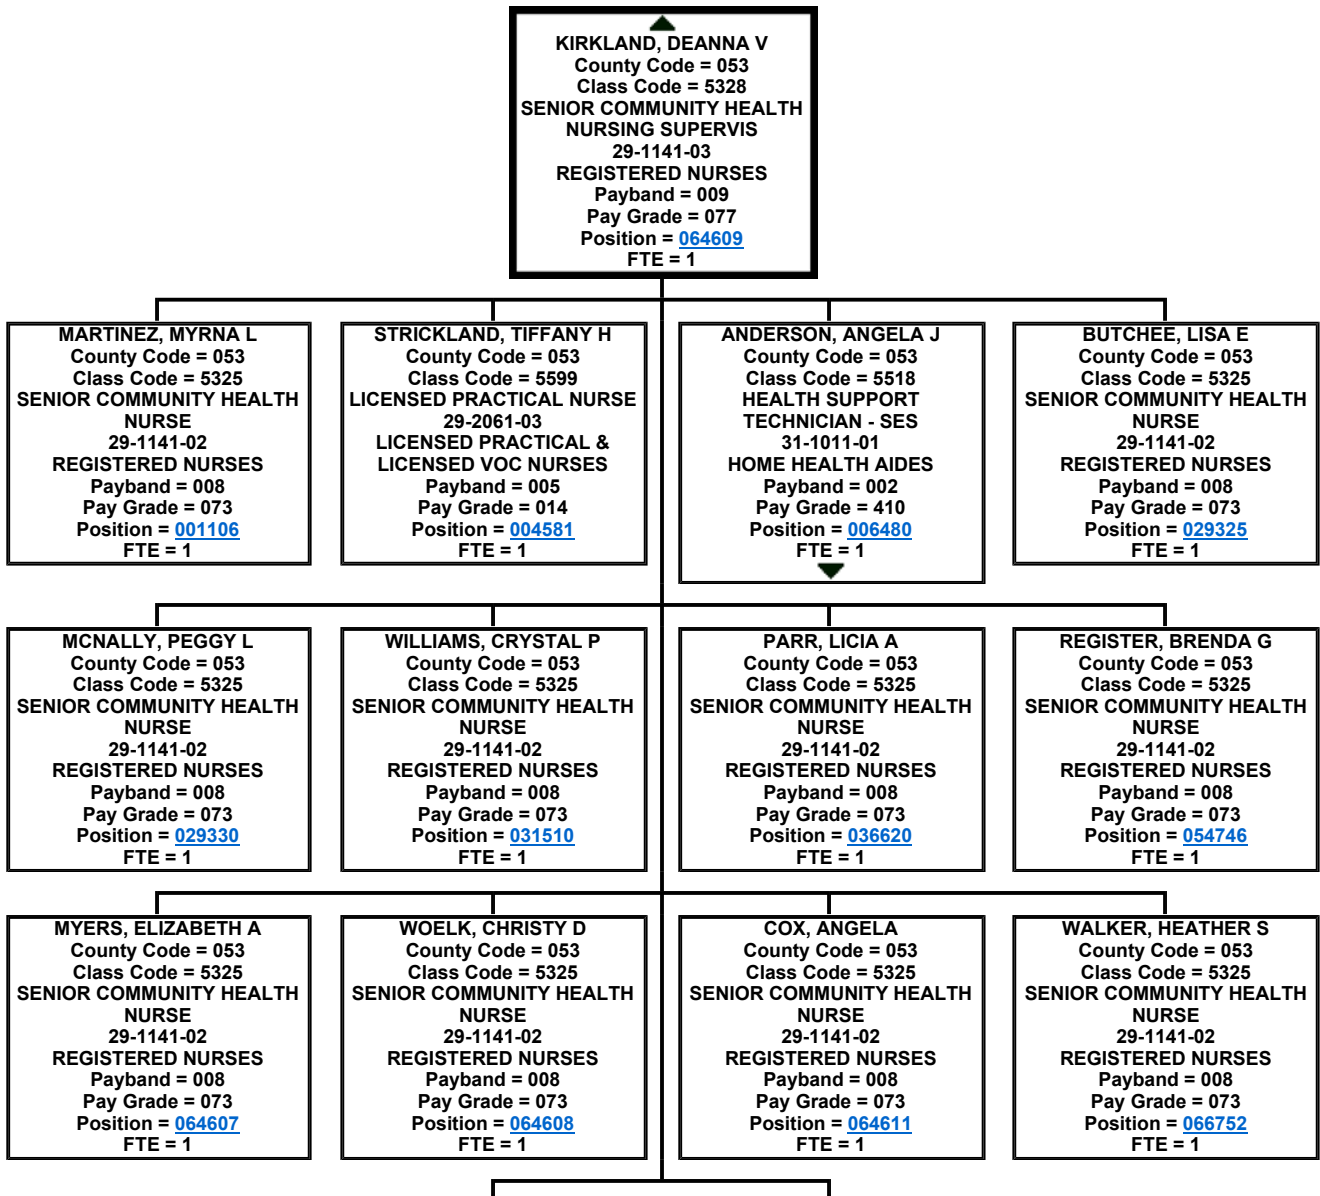 KIRKLAND, DEANNA V
County Code = 053
Class Code = 5328
SENIOR COMMUNITY HEALTH
NURSING SUPERVIS
29-1141-03
REGISTERED NURSES
Payband = 009
Pay Grade = 077
Position = 064609
FTE = 1
MARTINEZ, MYRNA L
County Code = 053
Class Code = 5325
SENIOR COMMUNITY HEALTH
NURSE
29-1141-02
REGISTERED NURSES
Payband = 008
Pay Grade = 073
Position = 001106
FTE = 1
STRICKLAND, TIFFANY H
County Code = 053
Class Code = 5599
LICENSED PRACTICAL NURSE
29-2061-03
LICENSED PRACTICAL &
LICENSED VOC NURSES
Payband = 005
Pay Grade = 014
Position = 004581
FTE = 1
ANDERSON, ANGELA J
County Code = 053
Class Code = 5518
HEALTH SUPPORT
TECHNICIAN - SES
31-1011-01
HOME HEALTH AIDES
Payband = 002
Pay Grade = 410
Position = 006480
FTE = 1
BUTCHEE, LISA E
County Code = 053
Class Code = 5325
SENIOR COMMUNITY HEALTH
NURSE
29-1141-02
REGISTERED NURSES
Payband = 008
Pay Grade = 073
Position = 029325
FTE = 1
MCNALLY, PEGGY L
County Code = 053
Class Code = 5325
SENIOR COMMUNITY HEALTH
NURSE
29-1141-02
REGISTERED NURSES
Payband = 008
Pay Grade = 073
Position = 029330
FTE = 1
WILLIAMS, CRYSTAL P
County Code = 053
Class Code = 5325
SENIOR COMMUNITY HEALTH
NURSE
29-1141-02
REGISTERED NURSES
Payband = 008
Pay Grade = 073
Position = 031510
FTE = 1
PARR, LICIA A
County Code = 053
Class Code = 5325
SENIOR COMMUNITY HEALTH
NURSE
29-1141-02
REGISTERED NURSES
Payband = 008
Pay Grade = 073
Position = 036620
FTE = 1
REGISTER, BRENDA G
County Code = 053
Class Code = 5325
SENIOR COMMUNITY HEALTH
NURSE
29-1141-02
REGISTERED NURSES
Payband = 008
Pay Grade = 073
Position = 054746
FTE = 1
MYERS, ELIZABETH A
County Code = 053
Class Code = 5325
SENIOR COMMUNITY HEALTH
NURSE
29-1141-02
REGISTERED NURSES
Payband = 008
Pay Grade = 073
Position = 064607
FTE = 1
WOELK, CHRISTY D
County Code = 053
Class Code = 5325
SENIOR COMMUNITY HEALTH
NURSE
29-1141-02
REGISTERED NURSES
Payband = 008
Pay Grade = 073
Position = 064608
FTE = 1
COX, ANGELA
County Code = 053
Class Code = 5325
SENIOR COMMUNITY HEALTH
NURSE
29-1141-02
REGISTERED NURSES
Payband = 008
Pay Grade = 073
Position = 064611
FTE = 1
WALKER, HEATHER S
County Code = 053
Class Code = 5325
SENIOR COMMUNITY HEALTH
NURSE
29-1141-02
REGISTERED NURSES
Payband = 008
Pay Grade = 073
Position = 066752
FTE = 1